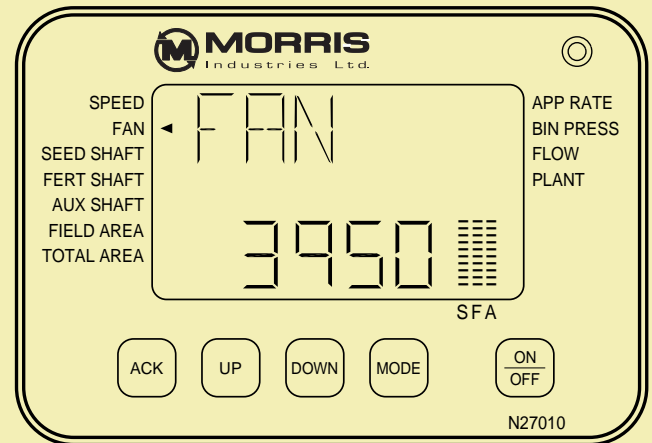 MORRIS
Industries Ltd.
SPEED
FAN
SEED SHAFT
FERT SHAFT
AUX SHAFT
FIELD AREA
TOTAL AREA
FAN
3950
SFA
APP RATE
BIN PRESS
FLOW
PLANT
ACK
UP
DOWN
MODE
ON
OFF
N27010